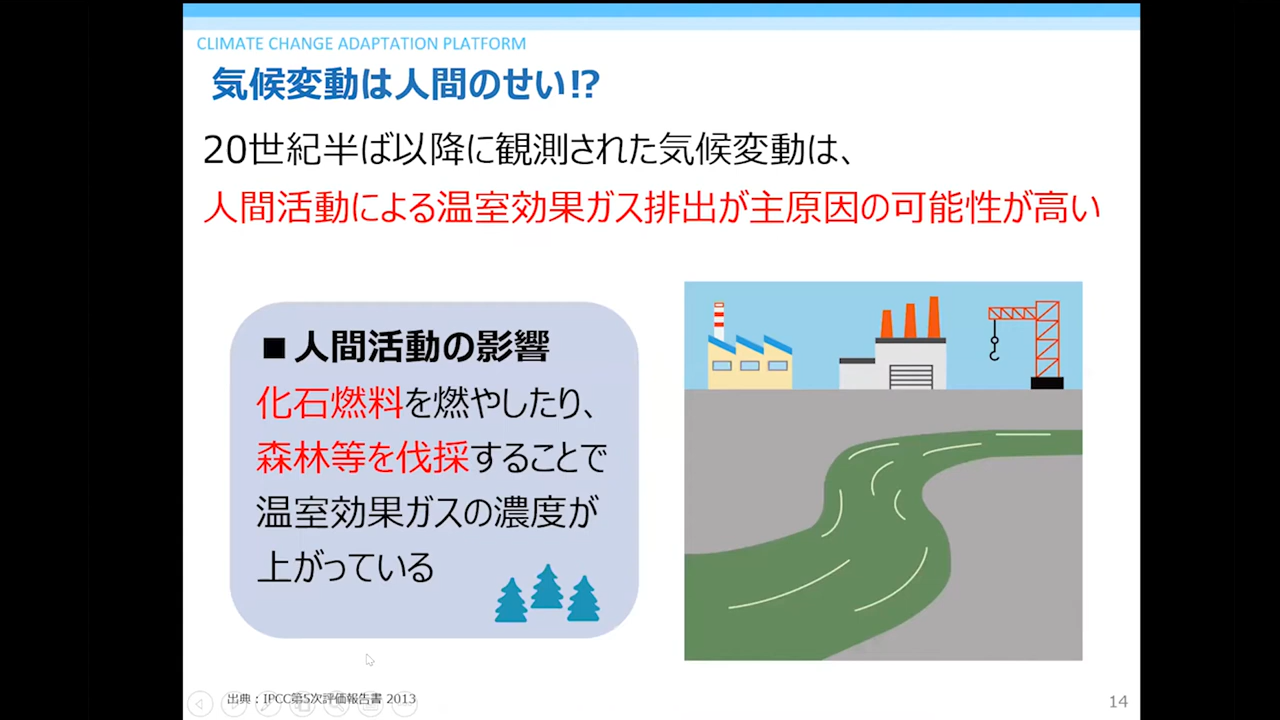 CLIMATE CHANGE ADAPTATION PLATFORM
気候変動は人間のせい!?
20世紀半ば以降に観測された気候変動は、
人間活動による温室効果ガス排出が主原因の可能性が高い
■人間活動の影響
化石燃料を燃やしたり、
森林等を伐採することで
温室効果ガスの濃度が
上がっている
出典：IPCC第5次評価報告書 2013
14